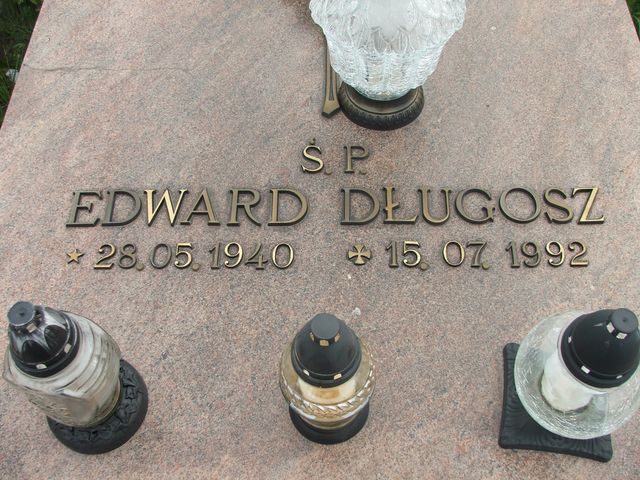 Ś. P.
EDWARD DŁUGOSZ
★ 28.05.1940 ✠ 15.07.1992